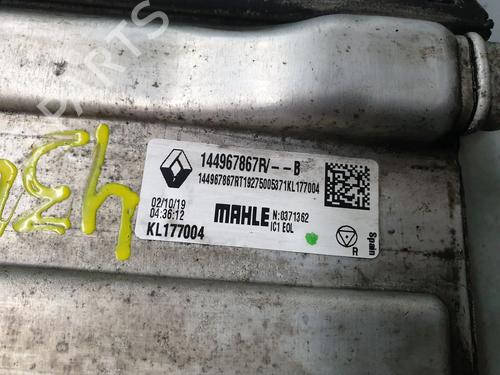 144967867R/--B
144967867RT19275005371KL177004
02/10/19
04:36:12
MAHLE
N:0371362
IC1 EOL
KL177004
R
Spain
PARTS